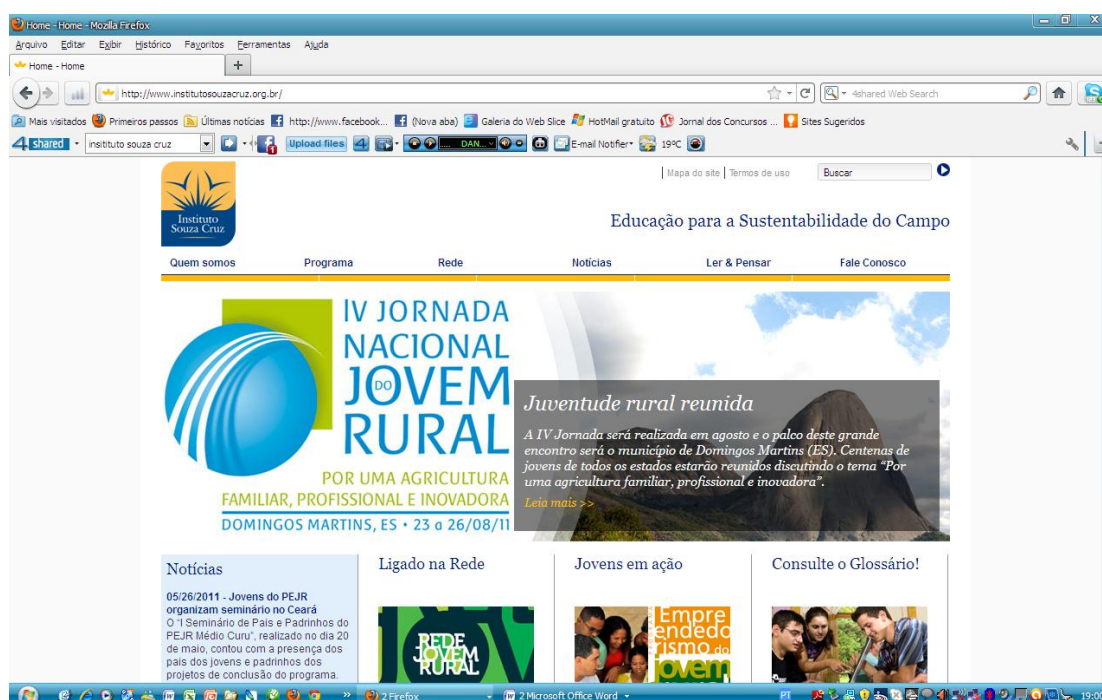 Home - Home - Mozilla Firefox
Arquivo Editar Exibir Histórico Favoritos Ferramentas Ajuda
Home - Home
http://www.institutosouzacruz.org.br/
4shared Web Search
Mais visitados Primeiros passos Últimas notícias http://www.facebook... (Nova aba) Galeria do Web Slice HotMail gratuito Jornal dos Concursos ... Sites Sugeridos
4 shared insitituto souza cruz Upload files DAN... E-mail Notifier 19ºC
Mapa do site Termos de uso Buscar
Instituto
Souza Cruz
Educação para a Sustentabilidade do Campo
Quem somos Programa Rede Notícias Ler & Pensar Fale Conosco
IV JORNADA
NACIONAL
DO JOVEM
RURAL
POR UMA AGRICULTURA
FAMILIAR, PROFISSIONAL E INOVADORA
DOMINGOS MARTINS, ES • 23 a 26/08/11
Juventude rural reunida
A IV Jornada será realizada em agosto e o palco deste grande
encontro será o município de Domingos Martins (ES). Centenas de
jovens de todos os estados estarão reunidos discutindo o tema “Por
uma agricultura familiar, profissional e inovadora”.
Leia mais >>
Notícias
05/26/2011 - Jovens do PEJR
organizam seminário no Ceará
O “I Seminário de Pais e Padrinhos do
PEJR Médio Curu”, realizado no dia 20
de maio, contou com a presença dos
pais dos jovens e padrinhos dos
projetos de conclusão do programa.
Ligado na Rede
REDE
JOVEM
RURAL
Jovens em ação
Empre
endedo
rismo do
jovem
Consulte o Glossário!
2 Firefox 2 Microsoft Office Word PT